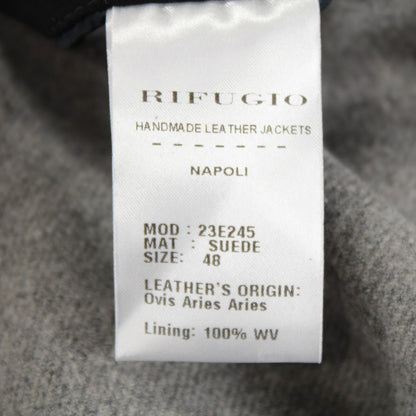 RIFUGIO
HANDMADE LEATHER JACKETS
- - - - - - -
NAPOLI
MOD : 23E245
MAT : SUEDE
SIZE: 48
LEATHER'S ORIGIN:
Ovis Aries Aries
Lining: 100% WV